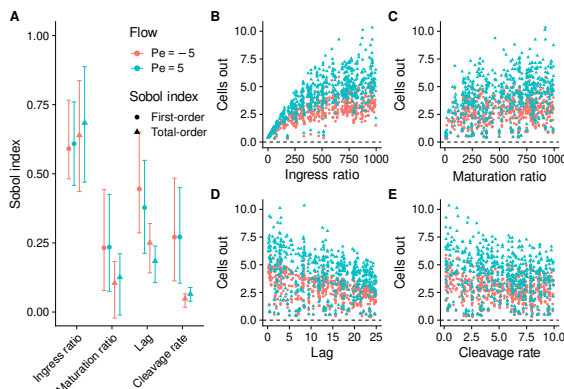 A
Sobol index
1.00
0.75
0.50
0.25
0.00
Ingress ratio
Maturation ratio
Lag
Cleavage rate
Flow
Pe = −5
Pe = 5
Sobol index
First−order
Total−order
B
Cells out
10.0
7.5
5.0
2.5
0.0
0 250 500 750 1000
Ingress ratio
C
Cells out
10.0
7.5
5.0
2.5
0.0
0 250 500 750 1000
Maturation ratio
D
Cells out
10.0
7.5
5.0
2.5
0.0
0 5 10 15 20 25
Lag
E
Cells out
10.0
7.5
5.0
2.5
0.0
0.0 2.5 5.0 7.5 10.0
Cleavage rate